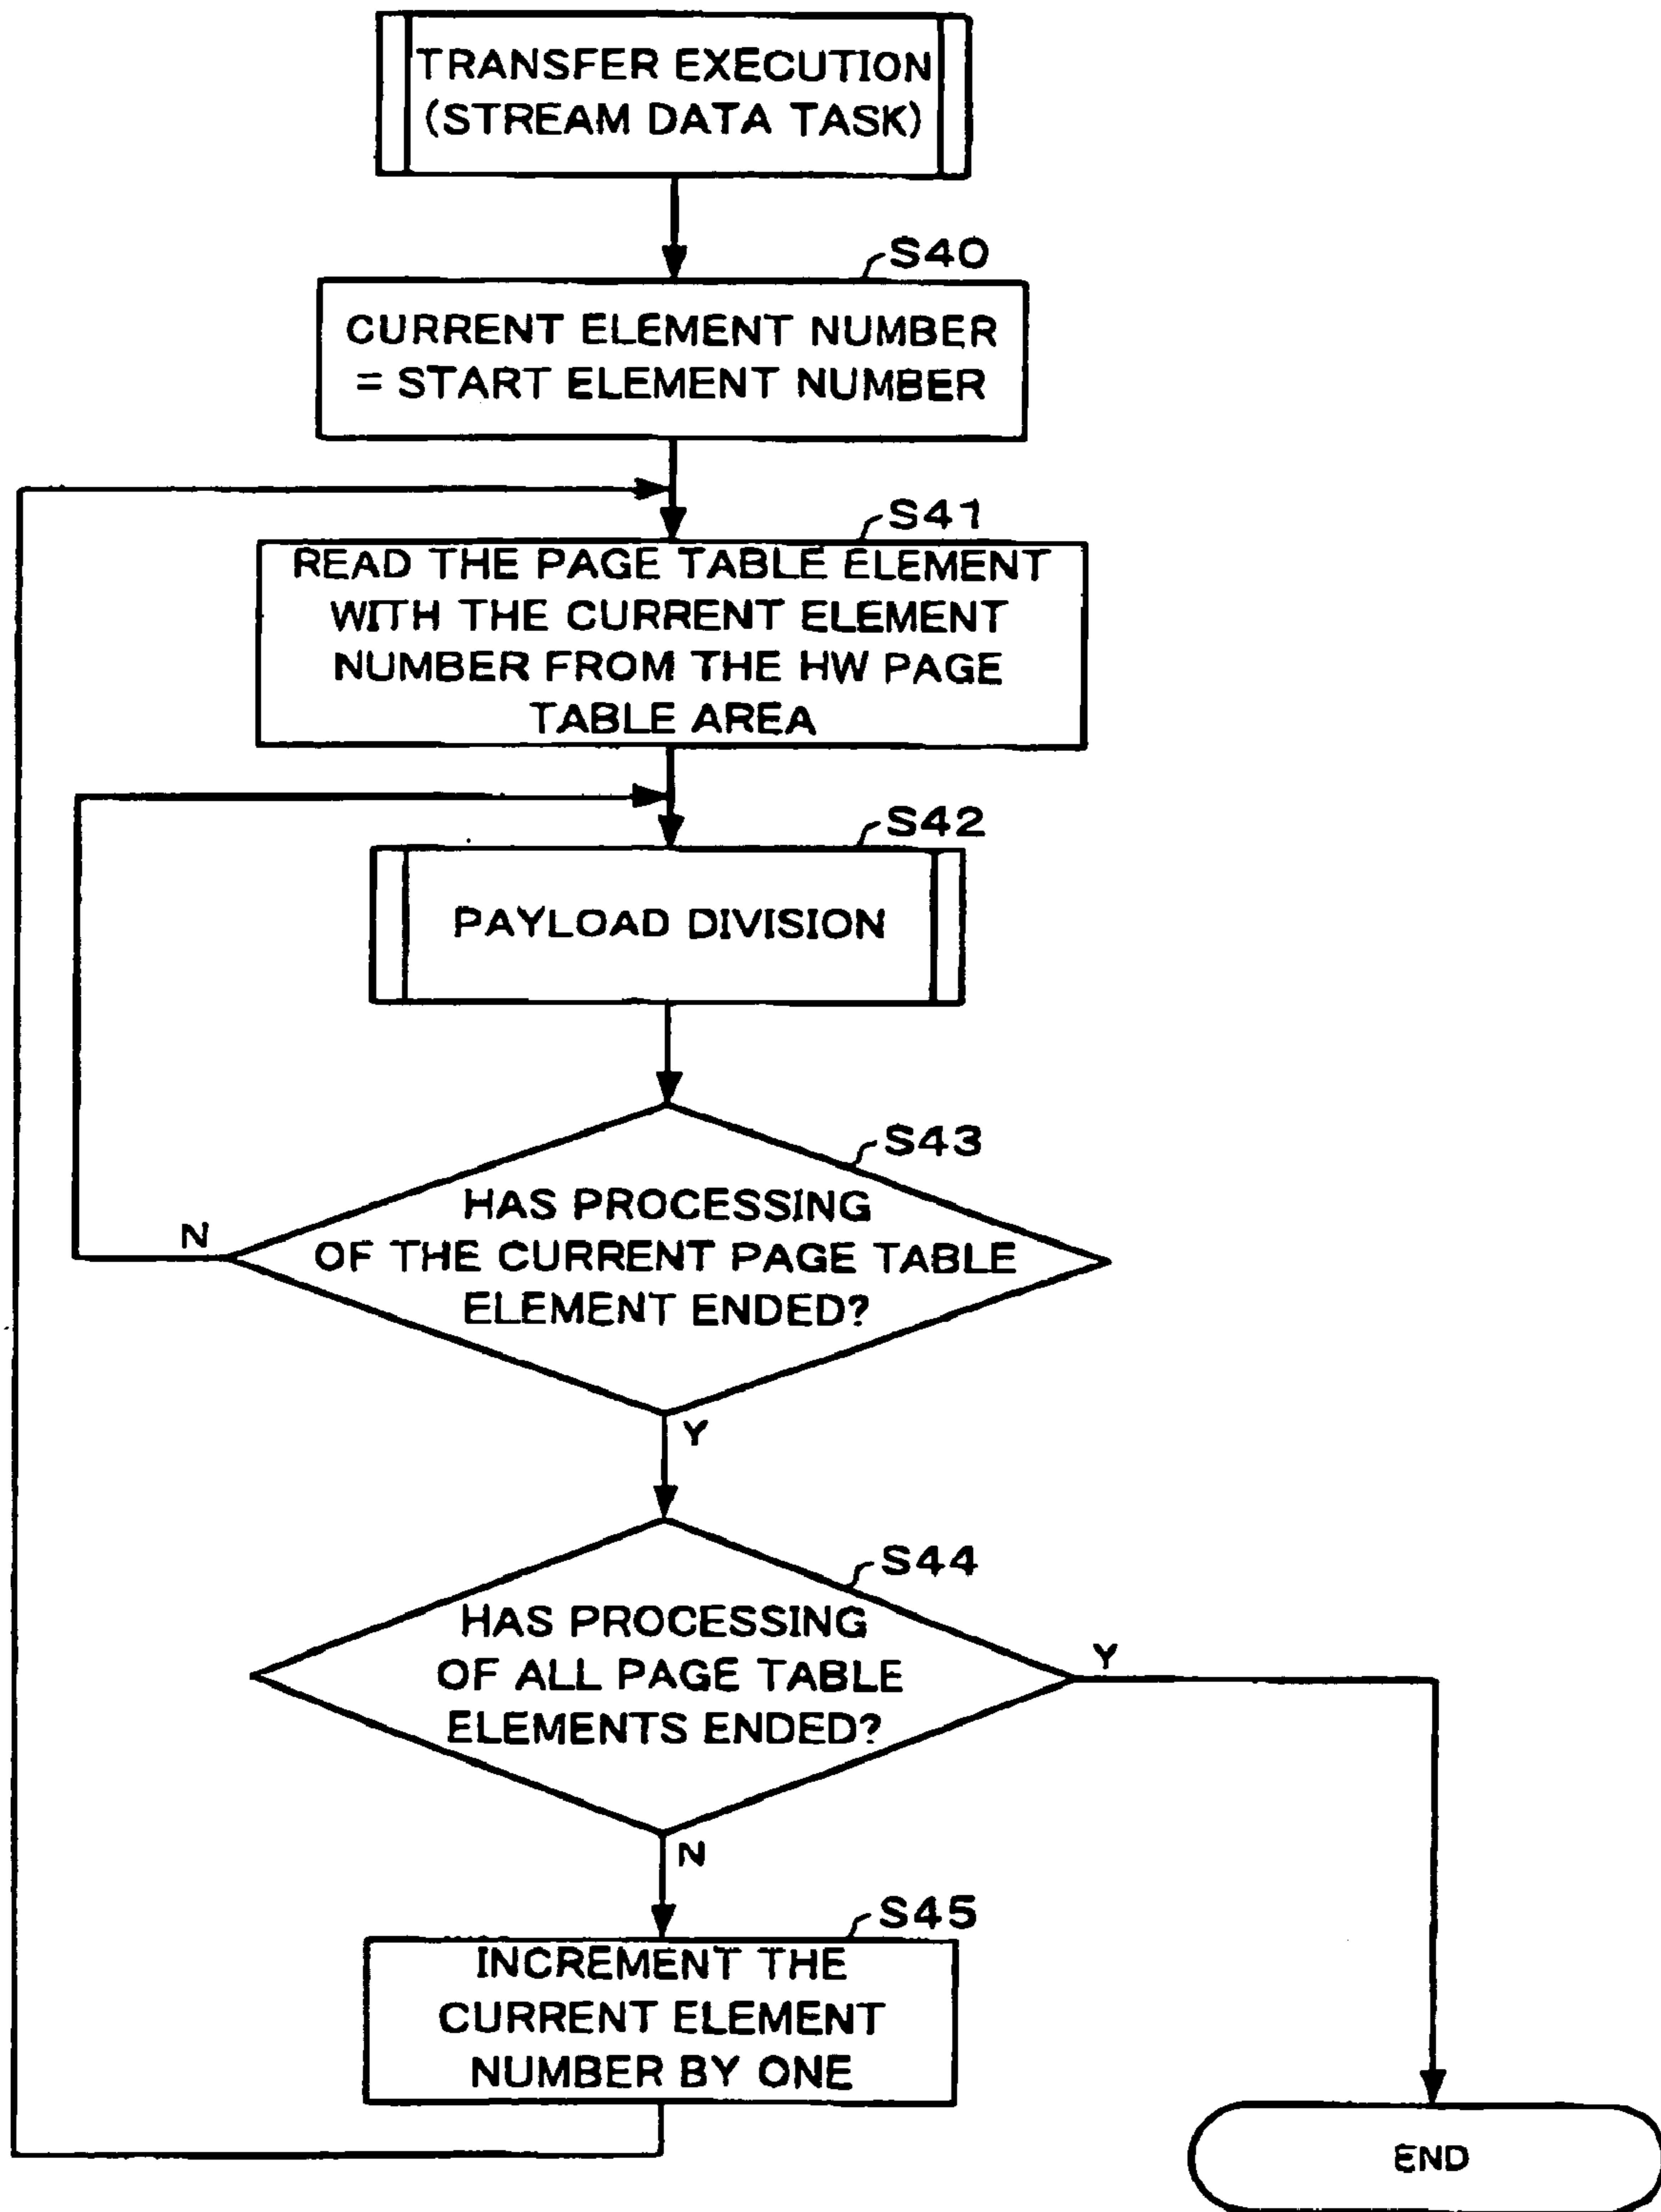 TRANSFER EXECUTION
(STREAM DATA TASK)
S40
CURRENT ELEMENT NUMBER
= START ELEMENT NUMBER
S41
READ THE PAGE TABLE ELEMENT
WITH THE CURRENT ELEMENT
NUMBER FROM THE HW PAGE
TABLE AREA
S42
PAYLOAD DIVISION
S43
HAS PROCESSING
OF THE CURRENT PAGE TABLE
ELEMENT ENDED?
N
Y
S44
HAS PROCESSING
OF ALL PAGE TABLE
ELEMENTS ENDED?
Y
N
S45
INCREMENT THE
CURRENT ELEMENT
NUMBER BY ONE
END